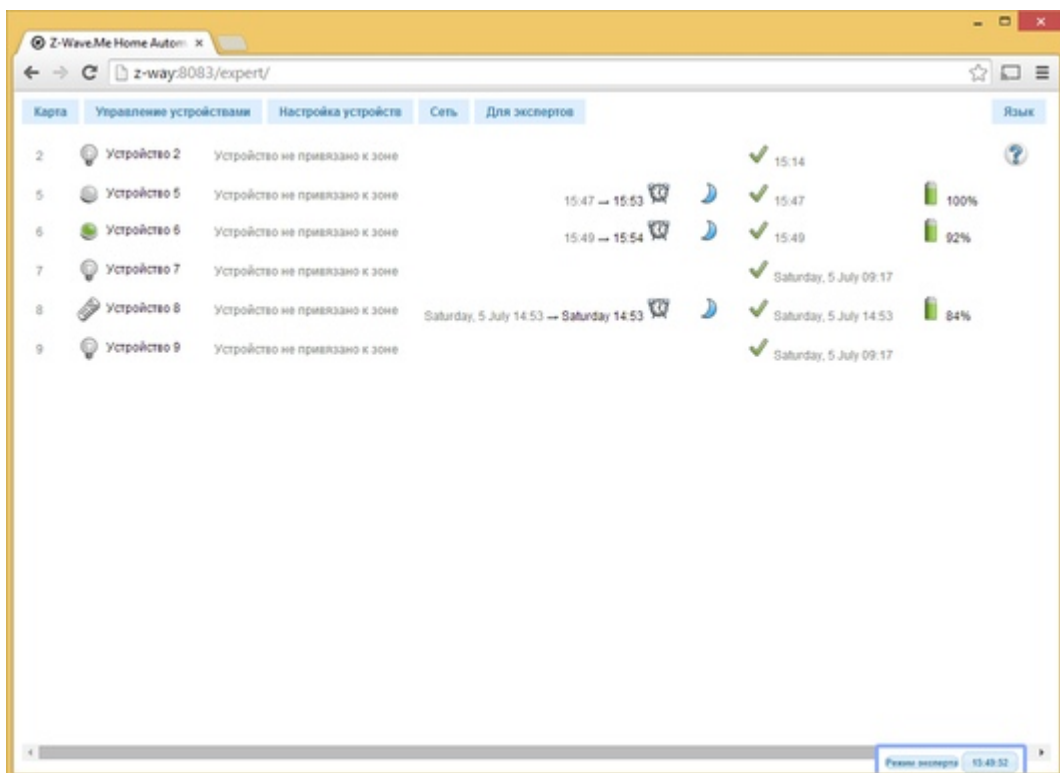 Z-Wave.Me Home Autom
z-way:8083/expert/
Карта Управление устройствами Настройка устройств Сеть Для экспертов Язык
2 Устройство 2 Устройство не привязано к зоне 15:14
5 Устройство 5 Устройство не привязано к зоне 15:47 → 15:53 15:47 100%
6 Устройство 6 Устройство не привязано к зоне 15:49 → 15:54 15:49 92%
7 Устройство 7 Устройство не привязано к зоне Saturday, 5 July 09:17
8 Устройство 8 Устройство не привязано к зоне Saturday, 5 July 14:53 → Saturday 14:53 Saturday, 5 July 14:53 84%
9 Устройство 9 Устройство не привязано к зоне Saturday, 5 July 09:17
Режим эксперта 15:49:52